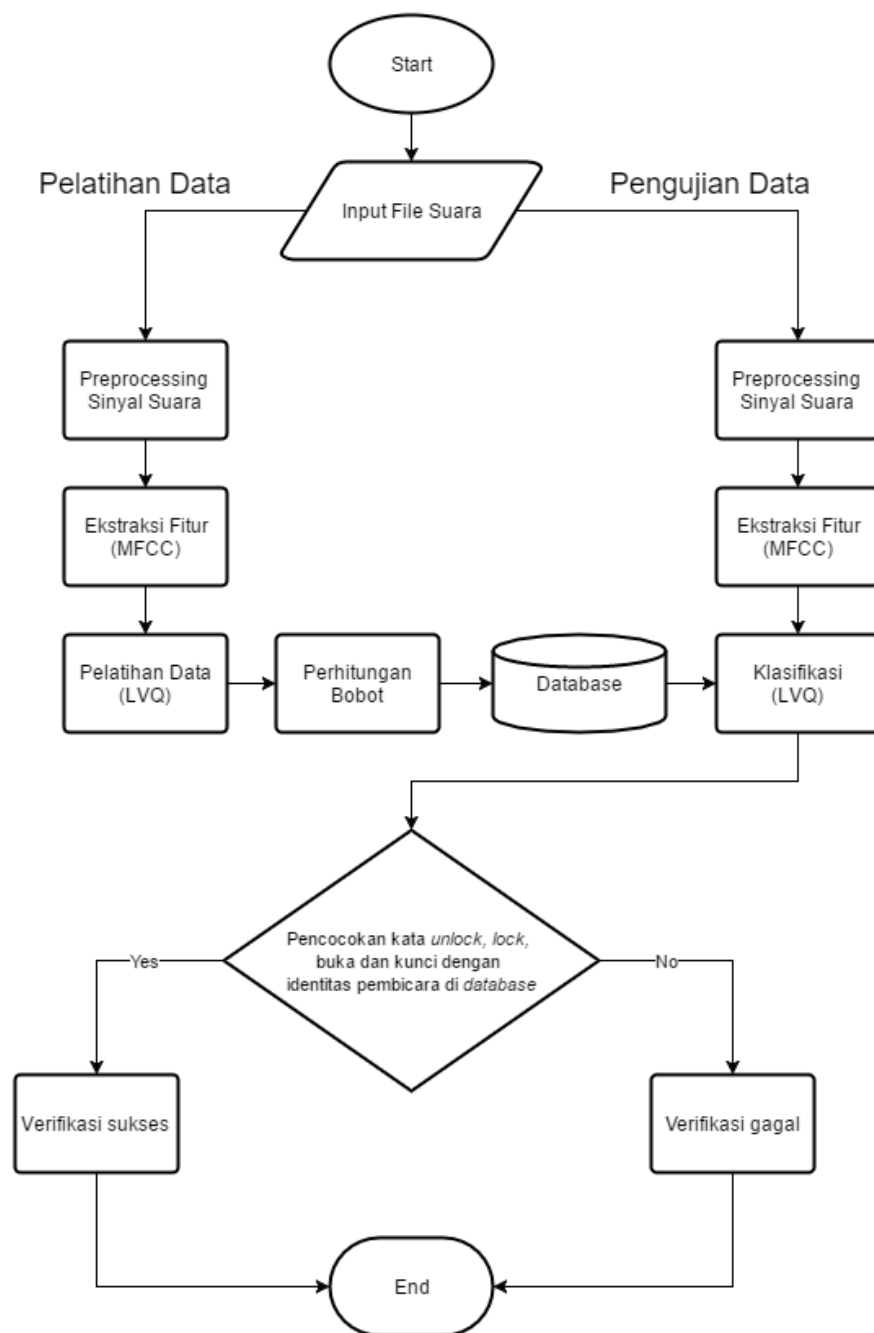 Start
Pelatihan Data
Pengujian Data
Input File Suara
Preprocessing
Sinyal Suara
Preprocessing
Sinyal Suara
Ekstraksi Fitur
(MFCC)
Ekstraksi Fitur
(MFCC)
Pelatihan Data
(LVQ)
Perhitungan
Bobot
Database
Klasifikasi
(LVQ)
Pencocokan kata unlock, lock,
buka dan kunci dengan
identitas pembicara di database
Yes
No
Verifikasi sukses
Verifikasi gagal
End